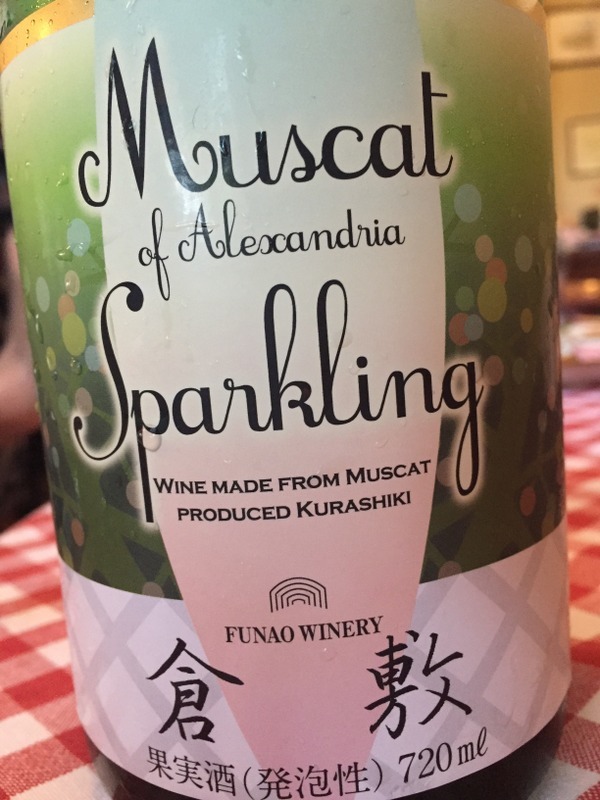 Muscat
of Alexandria
Sparkling
WINE MADE FROM MUSCAT
PRODUCED KURASHIKI
FUNAO WINERY
倉敷
果実酒(発泡性) 720ml